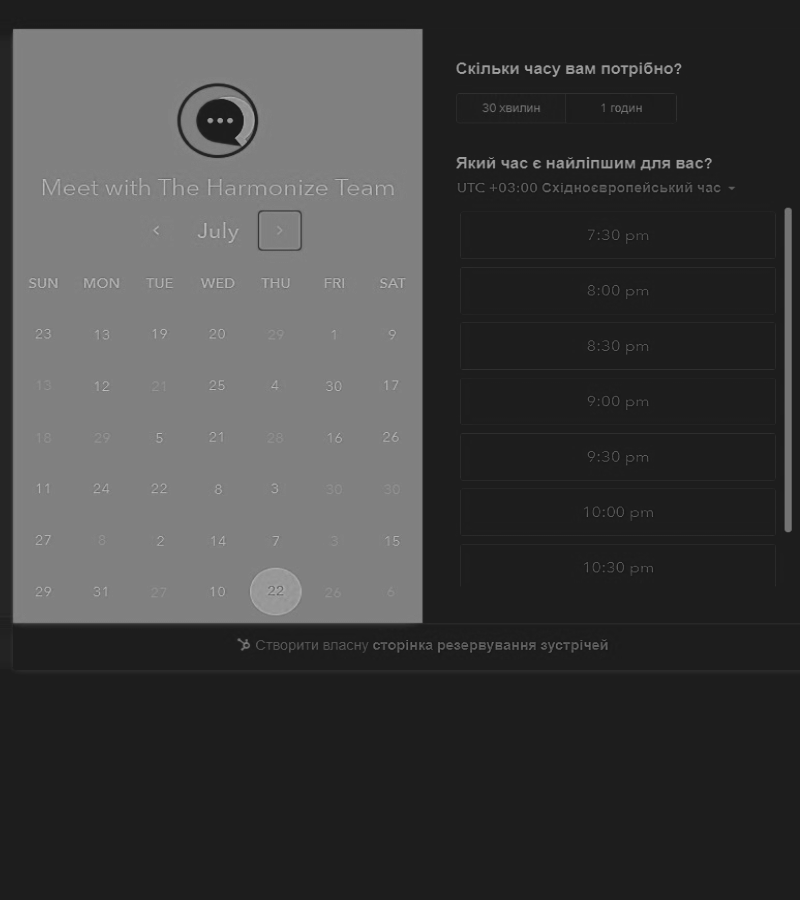 Meet with The Harmonize Team
July
SUN MON TUE WED THU FRI SAT
23 13 19 20 29 1 9
13 12 21 25 4 30 17
18 29 5 21 28 16 26
11 24 22 8 3 30 30
27 8 2 14 7 3 15
29 31 27 10 22 26 6
Скільки часу вам потрібно?
30 хвилин 1 годин
Який час є найліпшим для вас?
UTC +03:00 Східноєвропейський час
7:30 pm
8:00 pm
8:30 pm
9:00 pm
9:30 pm
10:00 pm
10:30 pm
Створити власну сторінка резервування зустрічей